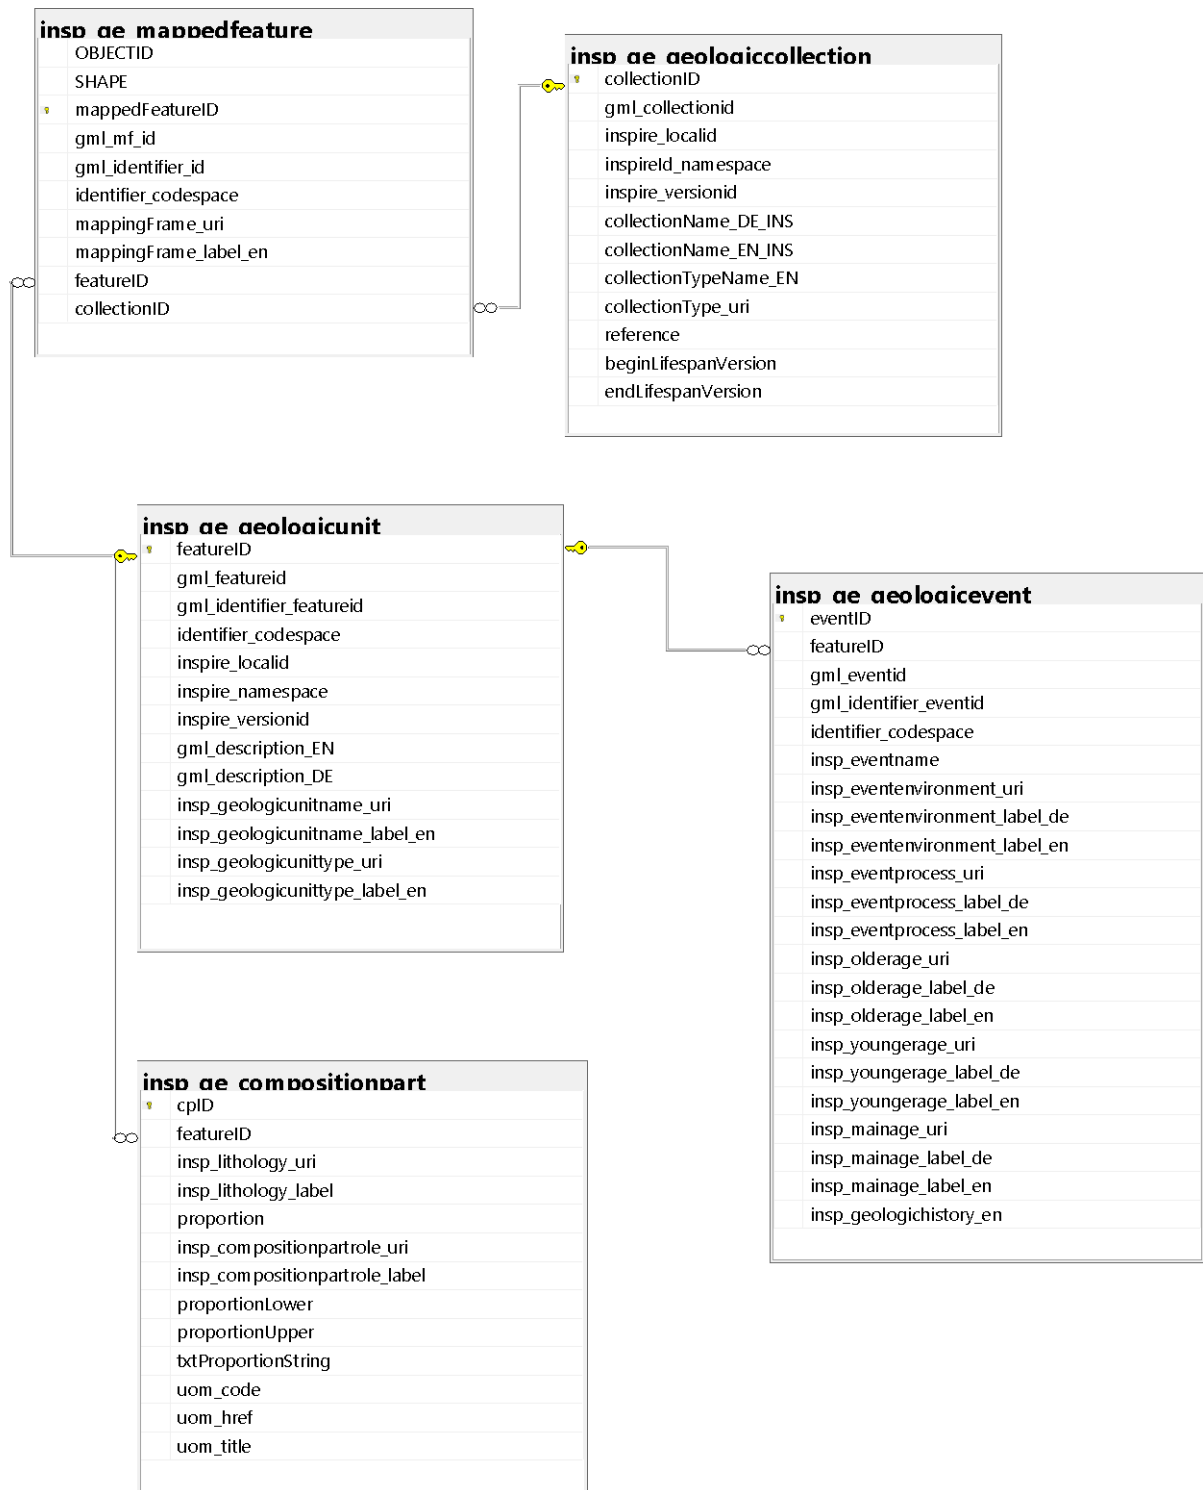 insp_ge_mappedfeature
OBJECTID
SHAPE
mappedFeatureID
gml_mf_id
gml_identifier_id
identifier_codespace
mappingFrame_uri
mappingFrame_label_en
featureID
collectionID
insp_ge_geologiccollection
collectionID
gml_collectionid
inspire_localid
inspireId_namespace
inspire_versionid
collectionName_DE_INS
collectionName_EN_INS
collectionTypeName_EN
collectionType_uri
reference
beginLifespanVersion
endLifespanVersion
insp_ge_geologicunit
featureID
gml_featureid
gml_identifier_featureid
identifier_codespace
inspire_localid
inspire_namespace
inspire_versionid
gml_description_EN
gml_description_DE
insp_geologicunitname_uri
insp_geologicunitname_label_en
insp_geologicunittype_uri
insp_geologicunittype_label_en
insp_ge_geologicevent
eventID
featureID
gml_eventid
gml_identifier_eventid
identifier_codespace
insp_eventname
insp_eventenvironment_uri
insp_eventenvironment_label_de
insp_eventenvironment_label_en
insp_eventprocess_uri
insp_eventprocess_label_de
insp_eventprocess_label_en
insp_olderage_uri
insp_olderage_label_de
insp_olderage_label_en
insp_youngerage_uri
insp_youngerage_label_de
insp_youngerage_label_en
insp_mainage_uri
insp_mainage_label_de
insp_mainage_label_en
insp_geologichistory_en
insp_ge_compositionpart
cpID
featureID
insp_lithology_uri
insp_lithology_label
proportion
insp_compositionpartrole_uri
insp_compositionpartrole_label
proportionLower
proportionUpper
txtProportionString
uom_code
uom_href
uom_title